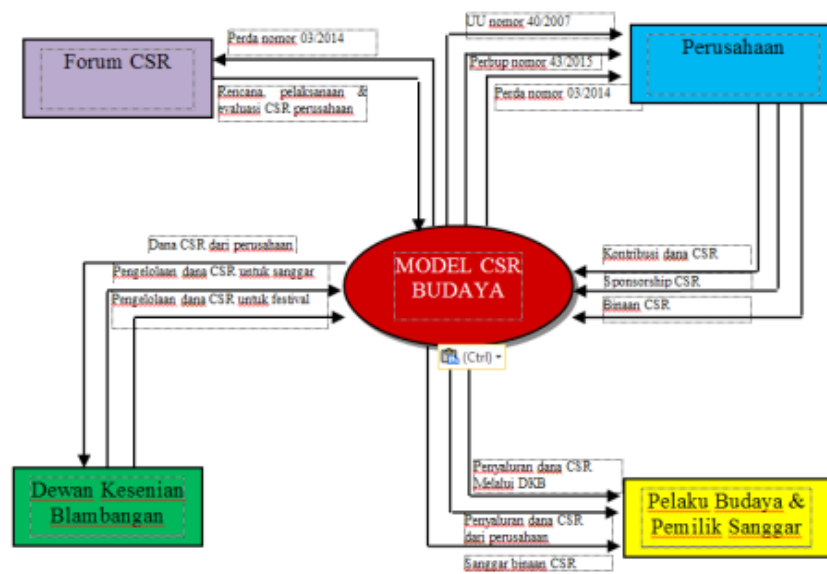 Perda nomor 03/2014
Forum CSR
Rencana, pelaksanaan &
evaluasi CSR perusahaan
UU nomor 40/2007
Perbup nomor 43/2015
Perda nomor 03/2014
Perusahaan
Dana CSR dari perusahaan
Pengelolaan dana CSR untuk sanggar
Pengelolaan dana CSR untuk festival
MODEL CSR
BUDAYA
Kontribusi dana CSR
Sponsorship CSR
Binaan CSR
(Ctrl)
Dewan Kesenian
Blambangan
Penyaluran dana CSR
Melalui DKB
Penyaluran dana CSR
dari perusahaan
Sanggar binaan CSR
Pelaku Budaya &
Pemilik Sanggar